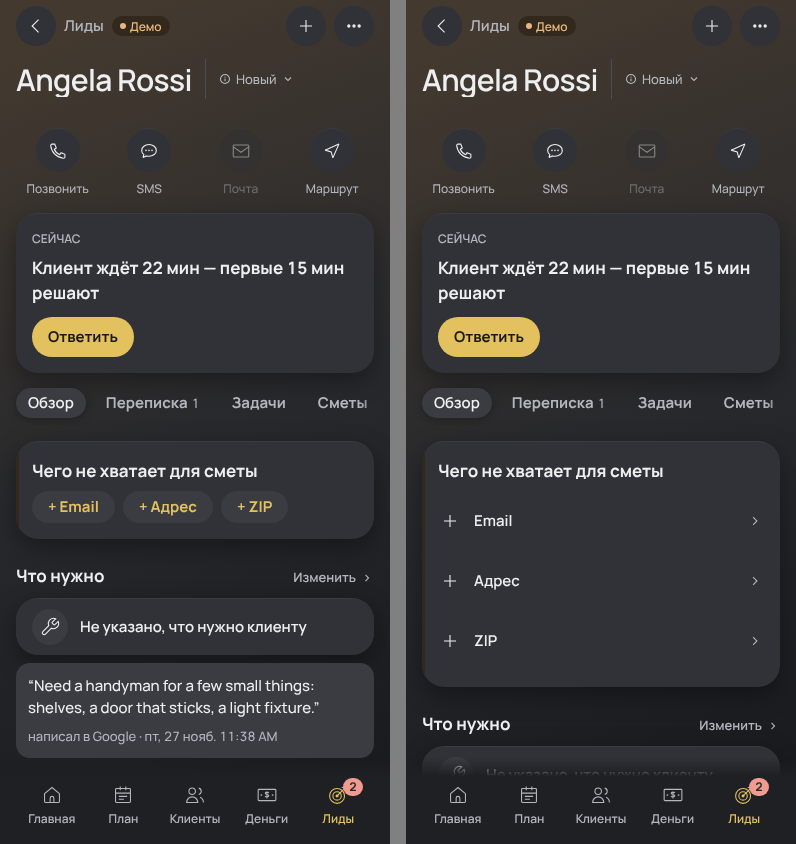 Лиды
Демо
Angela Rossi
Новый
Позвонить
SMS
Почта
Маршрут
СЕЙЧАС
Клиент ждёт 22 мин — первые 15 мин
решают
Ответить
Обзор
Переписка 1
Задачи
Сметы
Чего не хватает для сметы
+ Email
+ Адрес
+ ZIP
Что нужно
Изменить
Не указано, что нужно клиенту
“Need a handyman for a few small things:
shelves, a door that sticks, a light fixture.”
написал в Google · пт, 27 нояб. 11:38 AM
Главная
План
Клиенты
Деньги
2
Лиды
Лиды
Демо
Angela Rossi
Новый
Позвонить
SMS
Почта
Маршрут
СЕЙЧАС
Клиент ждёт 22 мин — первые 15 мин
решают
Ответить
Обзор
Переписка 1
Задачи
Сметы
Чего не хватает для сметы
+ Email
+ Адрес
+ ZIP
Что нужно
Изменить
Не указано, что нужно клиенту
Главная
План
Клиенты
Деньги
2
Лиды